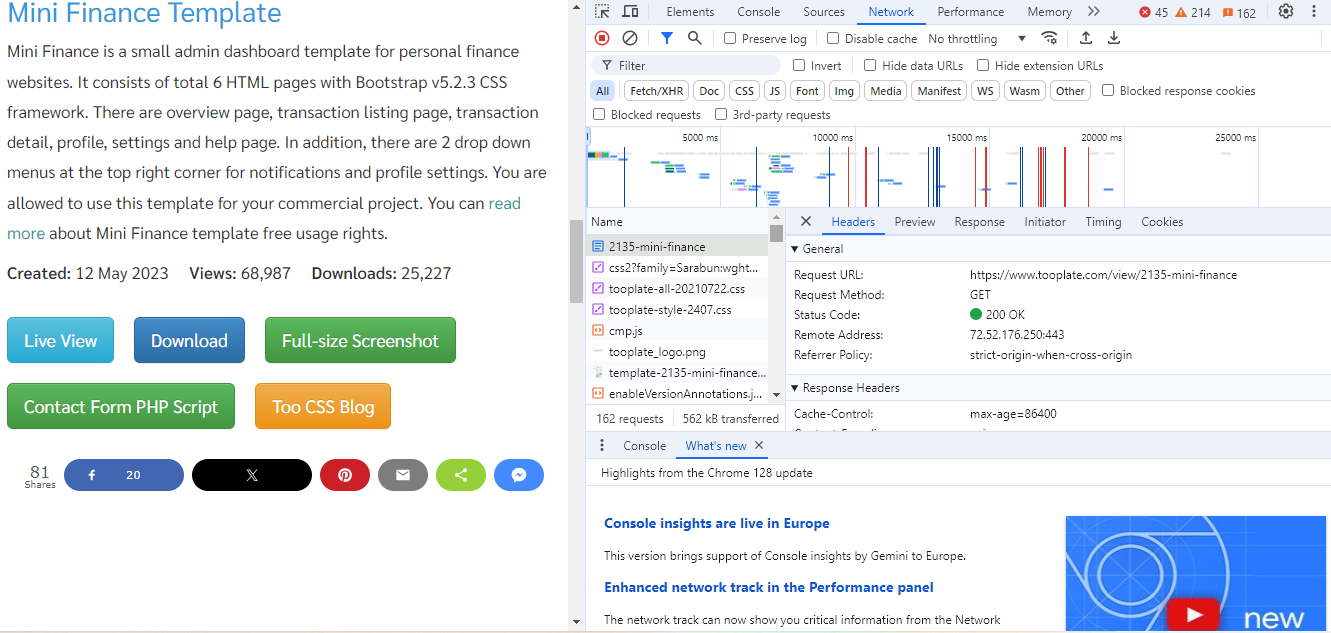 Mini Finance Template
Mini Finance is a small admin dashboard template for personal finance
websites. It consists of total 6 HTML pages with Bootstrap v5.2.3 CSS
framework. There are overview page, transaction listing page, transaction
detail, profile, settings and help page. In addition, there are 2 drop down
menus at the top right corner for notifications and profile settings. You are
allowed to use this template for your commercial project. You can read
more about Mini Finance template free usage rights.
Created: 12 May 2023 Views: 68,987 Downloads: 25,227
Live View Download Full-size Screenshot
Contact Form PHP Script Too CSS Blog
81
Shares
20
Elements Console Sources Network Performance Memory 45 214 162
Preserve log Disable cache No throttling
Filter Invert Hide data URLs Hide extension URLs
All Fetch/XHR Doc CSS JS Font Img Media Manifest WS Wasm Other Blocked response cookies
Blocked requests 3rd-party requests
5000 ms 10000 ms 15000 ms 20000 ms 25000 ms
Name
2135-mini-finance
css2?family=Sarabun:wght...
tooplate-all-20210722.css
tooplate-style-2407.css
cmp.js
tooplate_logo.png
template-2135-mini-finance...
enableVersionAnnotations.j...
162 requests 562 kB transferred
Headers Preview Response Initiator Timing Cookies
General
Request URL: https://www.tooplate.com/view/2135-mini-finance
Request Method: GET
Status Code: 200 OK
Remote Address: 72.52.176.250:443
Referrer Policy: strict-origin-when-cross-origin
Response Headers
Cache-Control: max-age=86400
Console What's new
Highlights from the Chrome 128 update
Console insights are live in Europe
This version brings support of Console insights by Gemini to Europe.
Enhanced network track in the Performance panel
The network track can now show you critical information from the Network
new